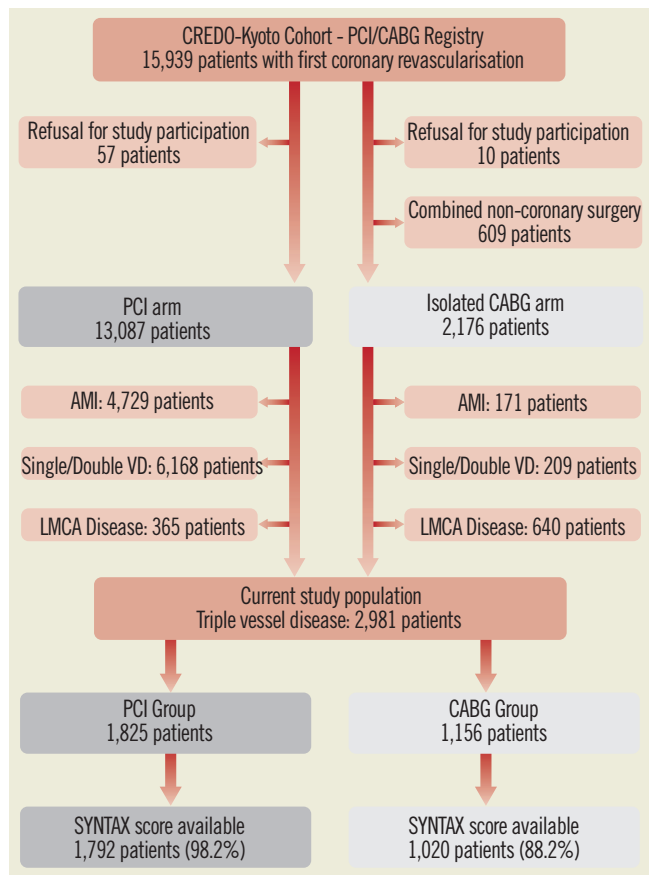 CREDO-Kyoto Cohort - PCI/CABG Registry
15,939 patients with first coronary revascularisation
Refusal for study participation
57 patients
Refusal for study participation
10 patients
Combined non-coronary surgery
609 patients
PCI arm
13,087 patients
Isolated CABG arm
2,176 patients
AMI: 4,729 patients
AMI: 171 patients
Single/Double VD: 6,168 patients
Single/Double VD: 209 patients
LMCA Disease: 365 patients
LMCA Disease: 640 patients
Current study population
Triple vessel disease: 2,981 patients
PCI Group
1,825 patients
CABG Group
1,156 patients
SYNTAX score available
1,792 patients (98.2%)
SYNTAX score available
1,020 patients (88.2%)